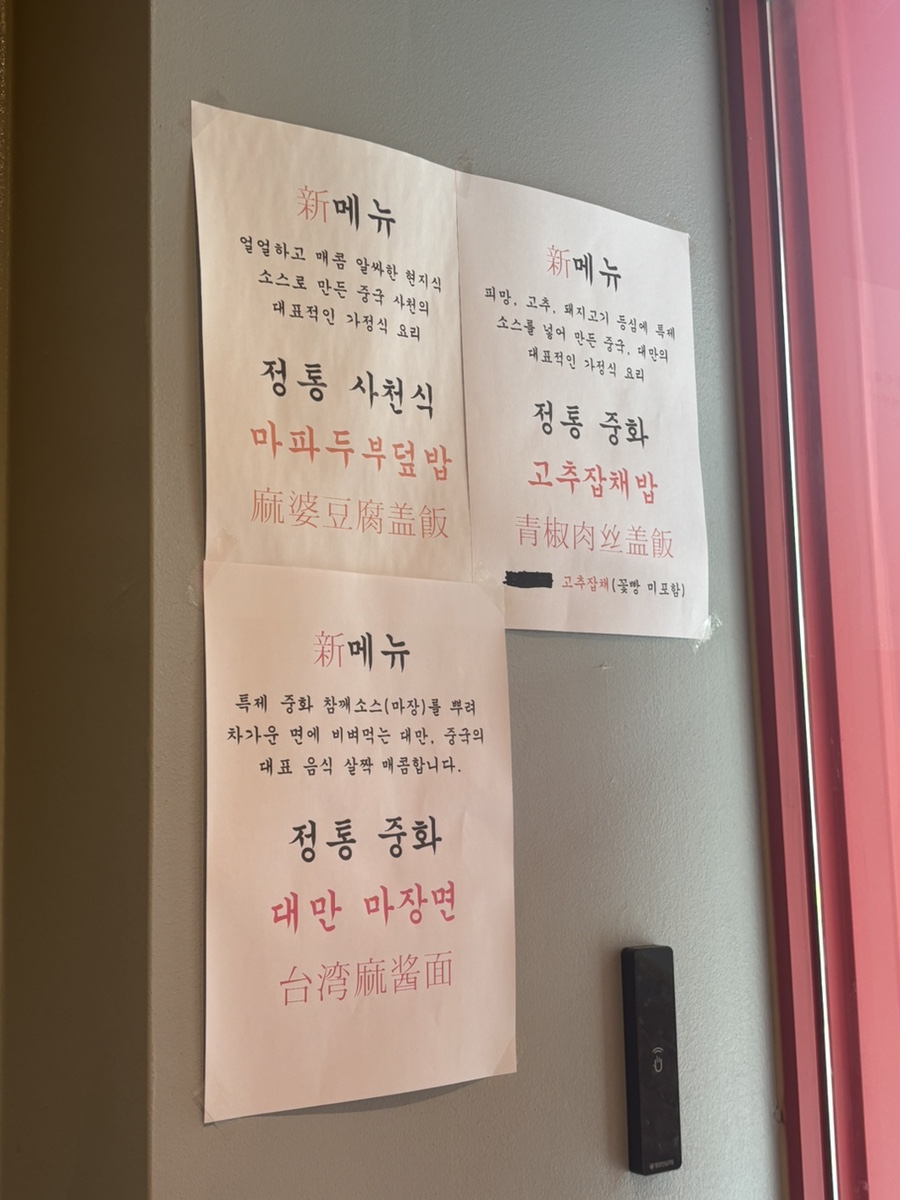 新메뉴
얼얼하고 매콤 알싸한 현지식
소스로 만든 중국 사천의
대표적인 가정식 요리
정통 사천식
마파두부덮밥
麻婆豆腐盖飯
新메뉴
피망, 고추, 돼지고기 등심에 특제
소스를 넣어 만든 중국, 대만의
대표적인 가정식 요리
정통 중화
고추잡채밥
青椒肉丝盖飯
고추잡채(꽃빵 미포함)
新메뉴
특제 중화 참깨소스(마장)를 뿌려
차가운 면에 비벼먹는 대만, 중국의
대표 음식 살짝 매콤합니다.
정통 중화
대만 마장면
台湾麻酱面